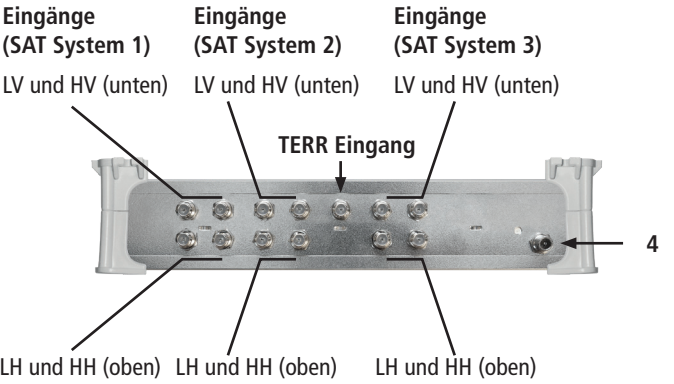 Eingänge
(SAT System 1)
Eingänge
(SAT System 2)
Eingänge
(SAT System 3)
LV und HV (unten)
LV und HV (unten)
LV und HV (unten)
TERR Eingang
4
LH und HH (oben)
LH und HH (oben)
LH und HH (oben)